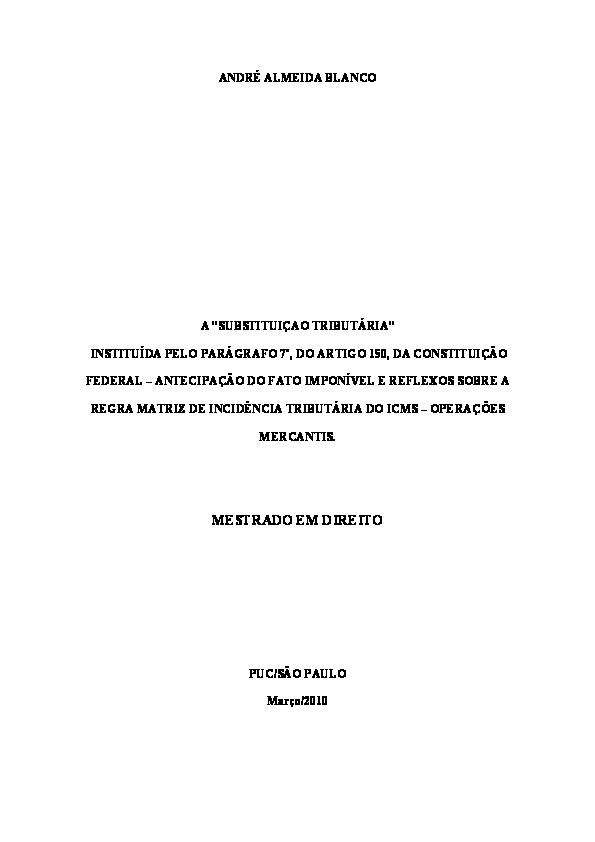 ANDRÉ ALMEIDA BLANCO
A "SUBSTITUIÇAO TRIBUTÁRIA"
INSTITUÍDA PELO PARÁGRAFO 7º, DO ARTIGO 150, DA CONSTITUIÇÃO
FEDERAL – ANTECIPAÇÃO DO FATO IMPONÍVEL E REFLEXOS SOBRE A
REGRA MATRIZ DE INCIDÊNCIA TRIBUTÁRIA DO ICMS – OPERAÇÕES
MERCANTIS.
MESTRADO EM DIREITO
PUC/SÃO PAULO
Março/2010